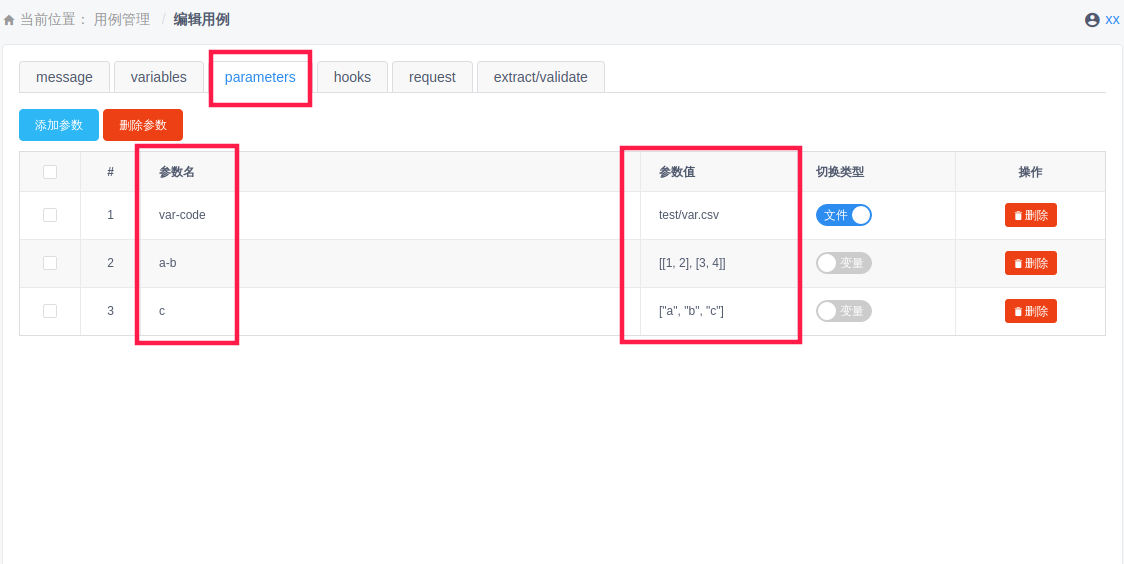 当前位置： 用例管理 / 编辑用例 xx
message variables parameters hooks request extract/validate
添加参数 删除参数
# 参数名 参数值 切换类型 操作
1 var-code test/var.csv 文件 删除
2 a-b [[1, 2], [3, 4]] 变量 删除
3 c ["a", "b", "c"] 变量 删除